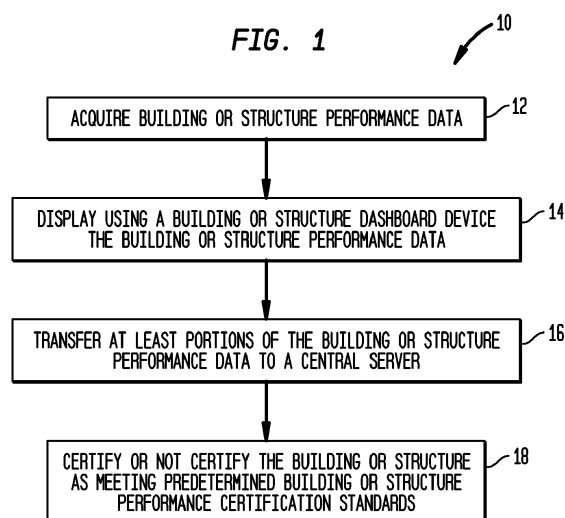 FIG. 1
10
ACQUIRE BUILDING OR STRUCTURE PERFORMANCE DATA
12
DISPLAY USING A BUILDING OR STRUCTURE DASHBOARD DEVICE
THE BUILDING OR STRUCTURE PERFORMANCE DATA
14
TRANSFER AT LEAST PORTIONS OF THE BUILDING OR STRUCTURE
PERFORMANCE DATA TO A CENTRAL SERVER
16
CERTIFY OR NOT CERTIFY THE BUILDING OR STRUCTURE
AS MEETING PREDETERMINED BUILDING OR STRUCTURE
PERFORMANCE CERTIFICATION STANDARDS
18